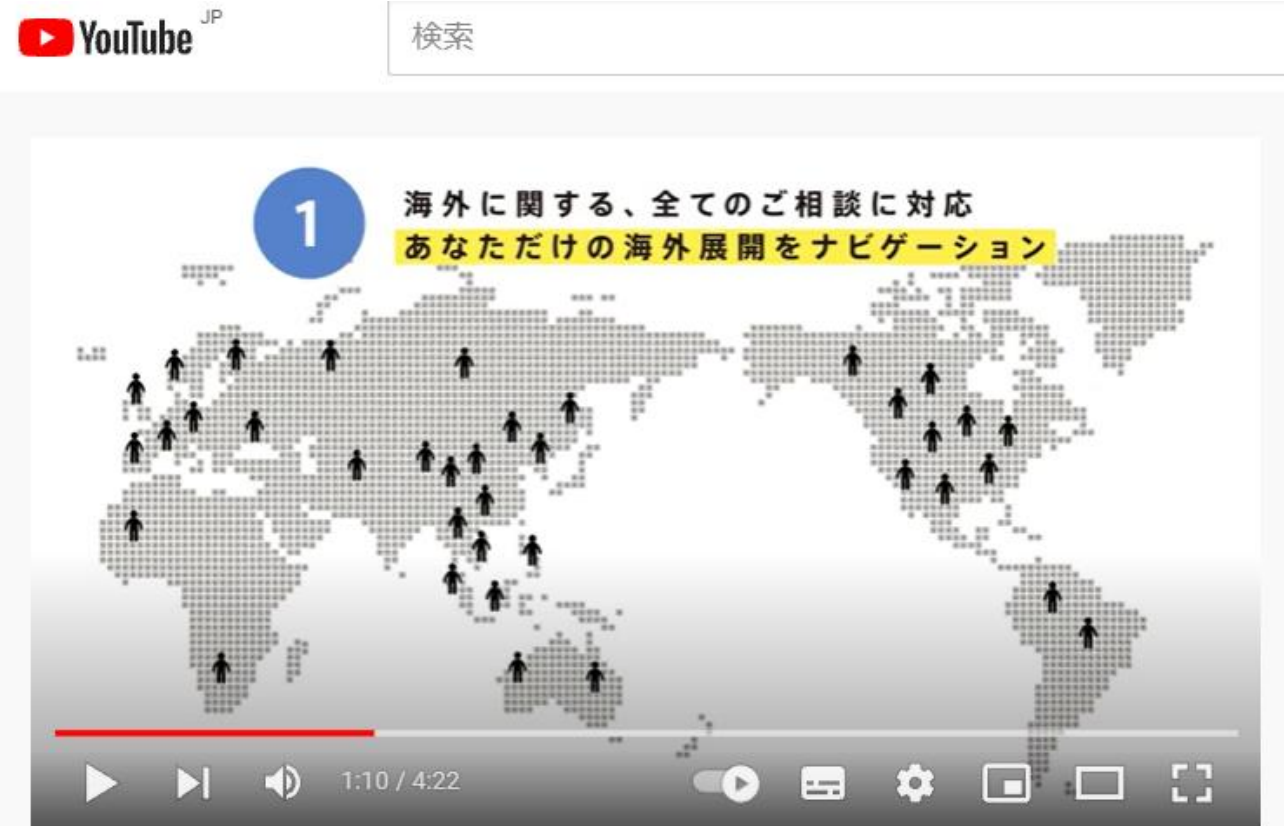 YouTube JP
検索
1
海外に関する、全てのご相談に対応
あなただけの海外展開をナビゲーション
1:10 / 4:22